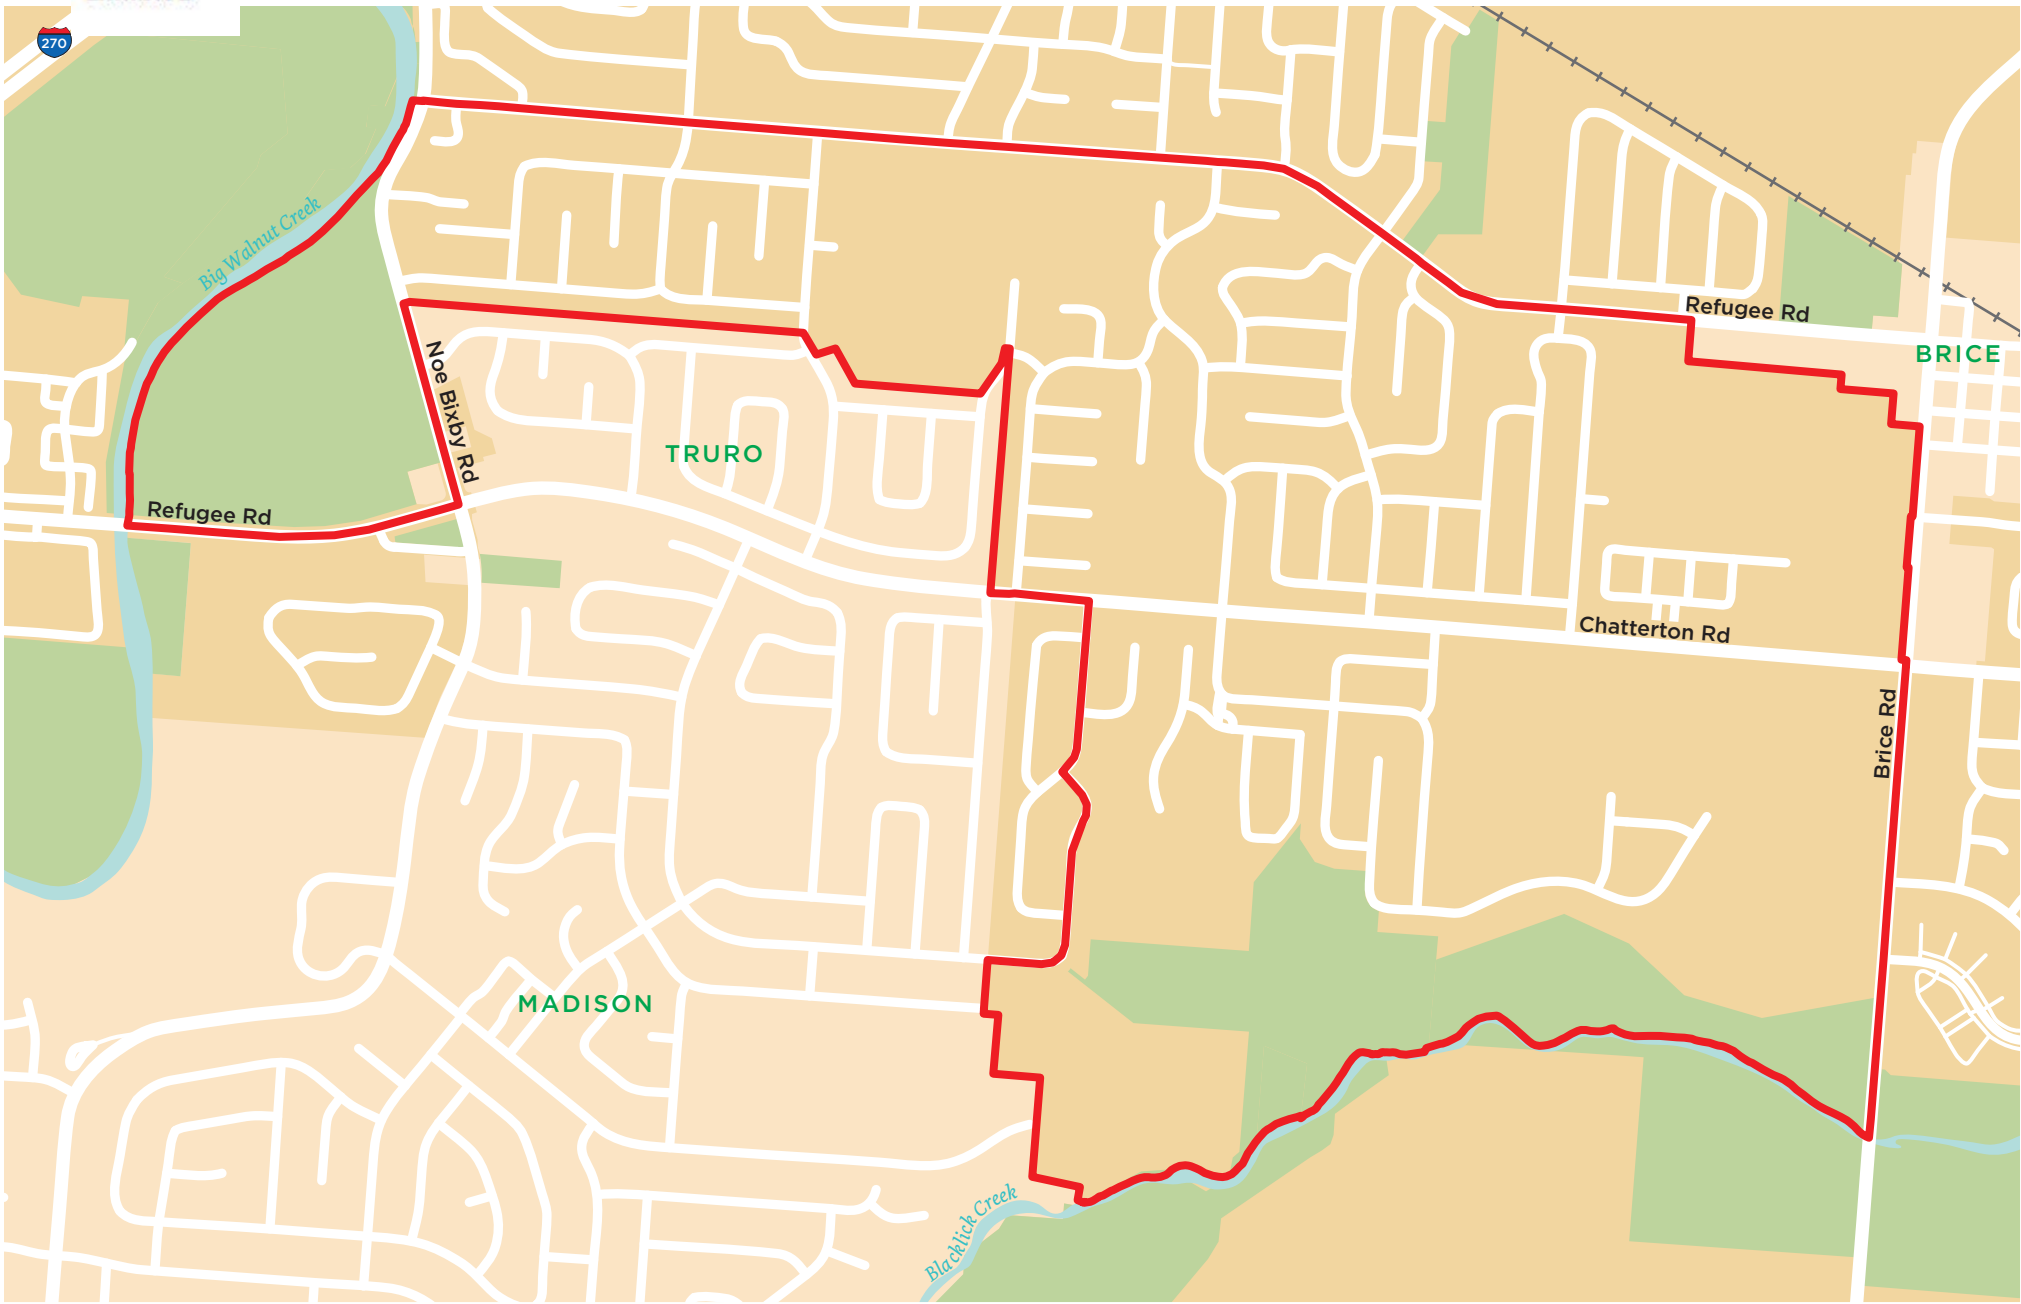 270
Big Walnut Creek
Refugee Rd
BRICE
Noe Bixby Rd
TRURO
Refugee Rd
Chatterton Rd
Brice Rd
MADISON
Blacklick Creek